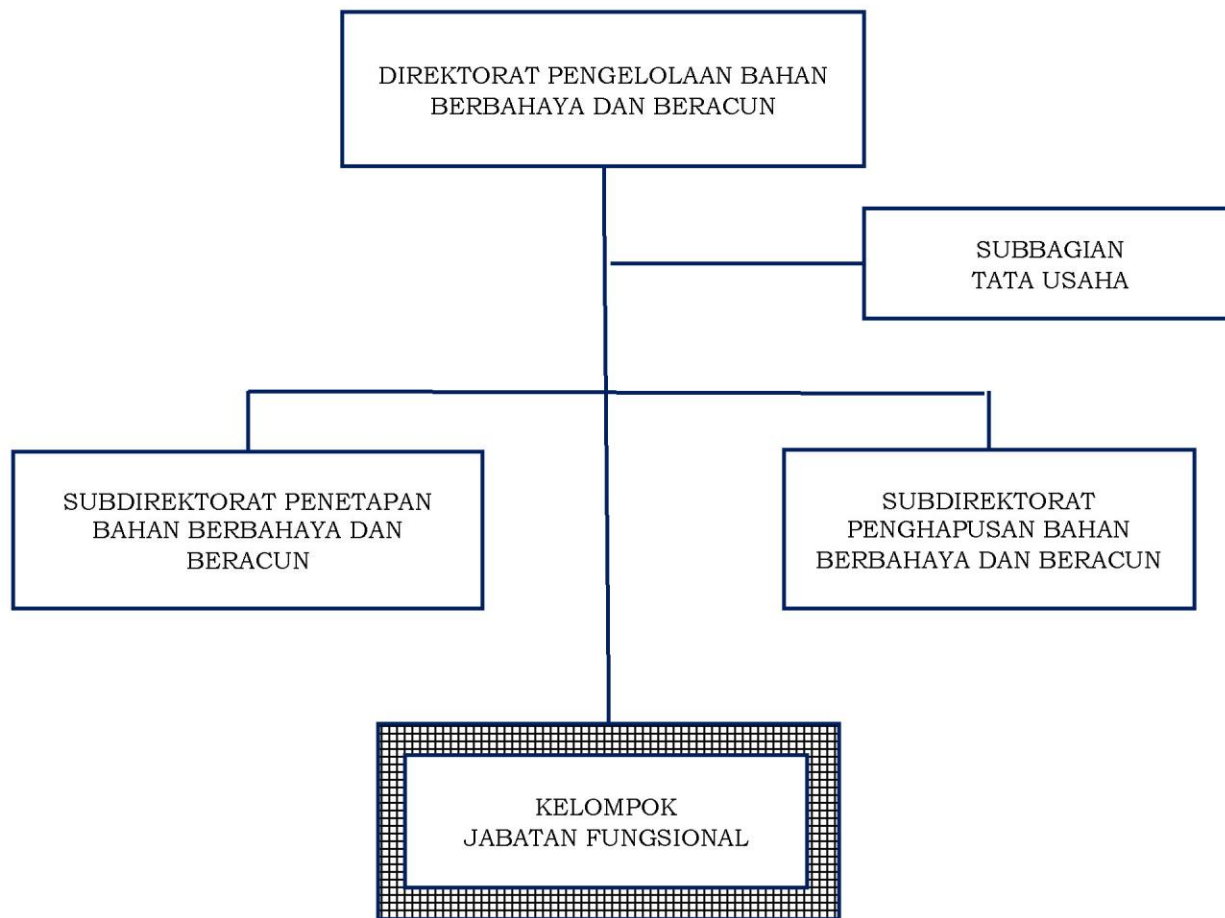 DIREKTORAT PENGELOLAAN BAHAN
BERBAHAYA DAN BERACUN
SUBBAGIAN
TATA USAHA
SUBDIREKTORAT PENETAPAN
BAHAN BERBAHAYA DAN
BERACUN
SUBDIREKTORAT
PENGHAPUSAN BAHAN
BERBAHAYA DAN BERACUN
KELOMPOK
JABATAN FUNGSIONAL